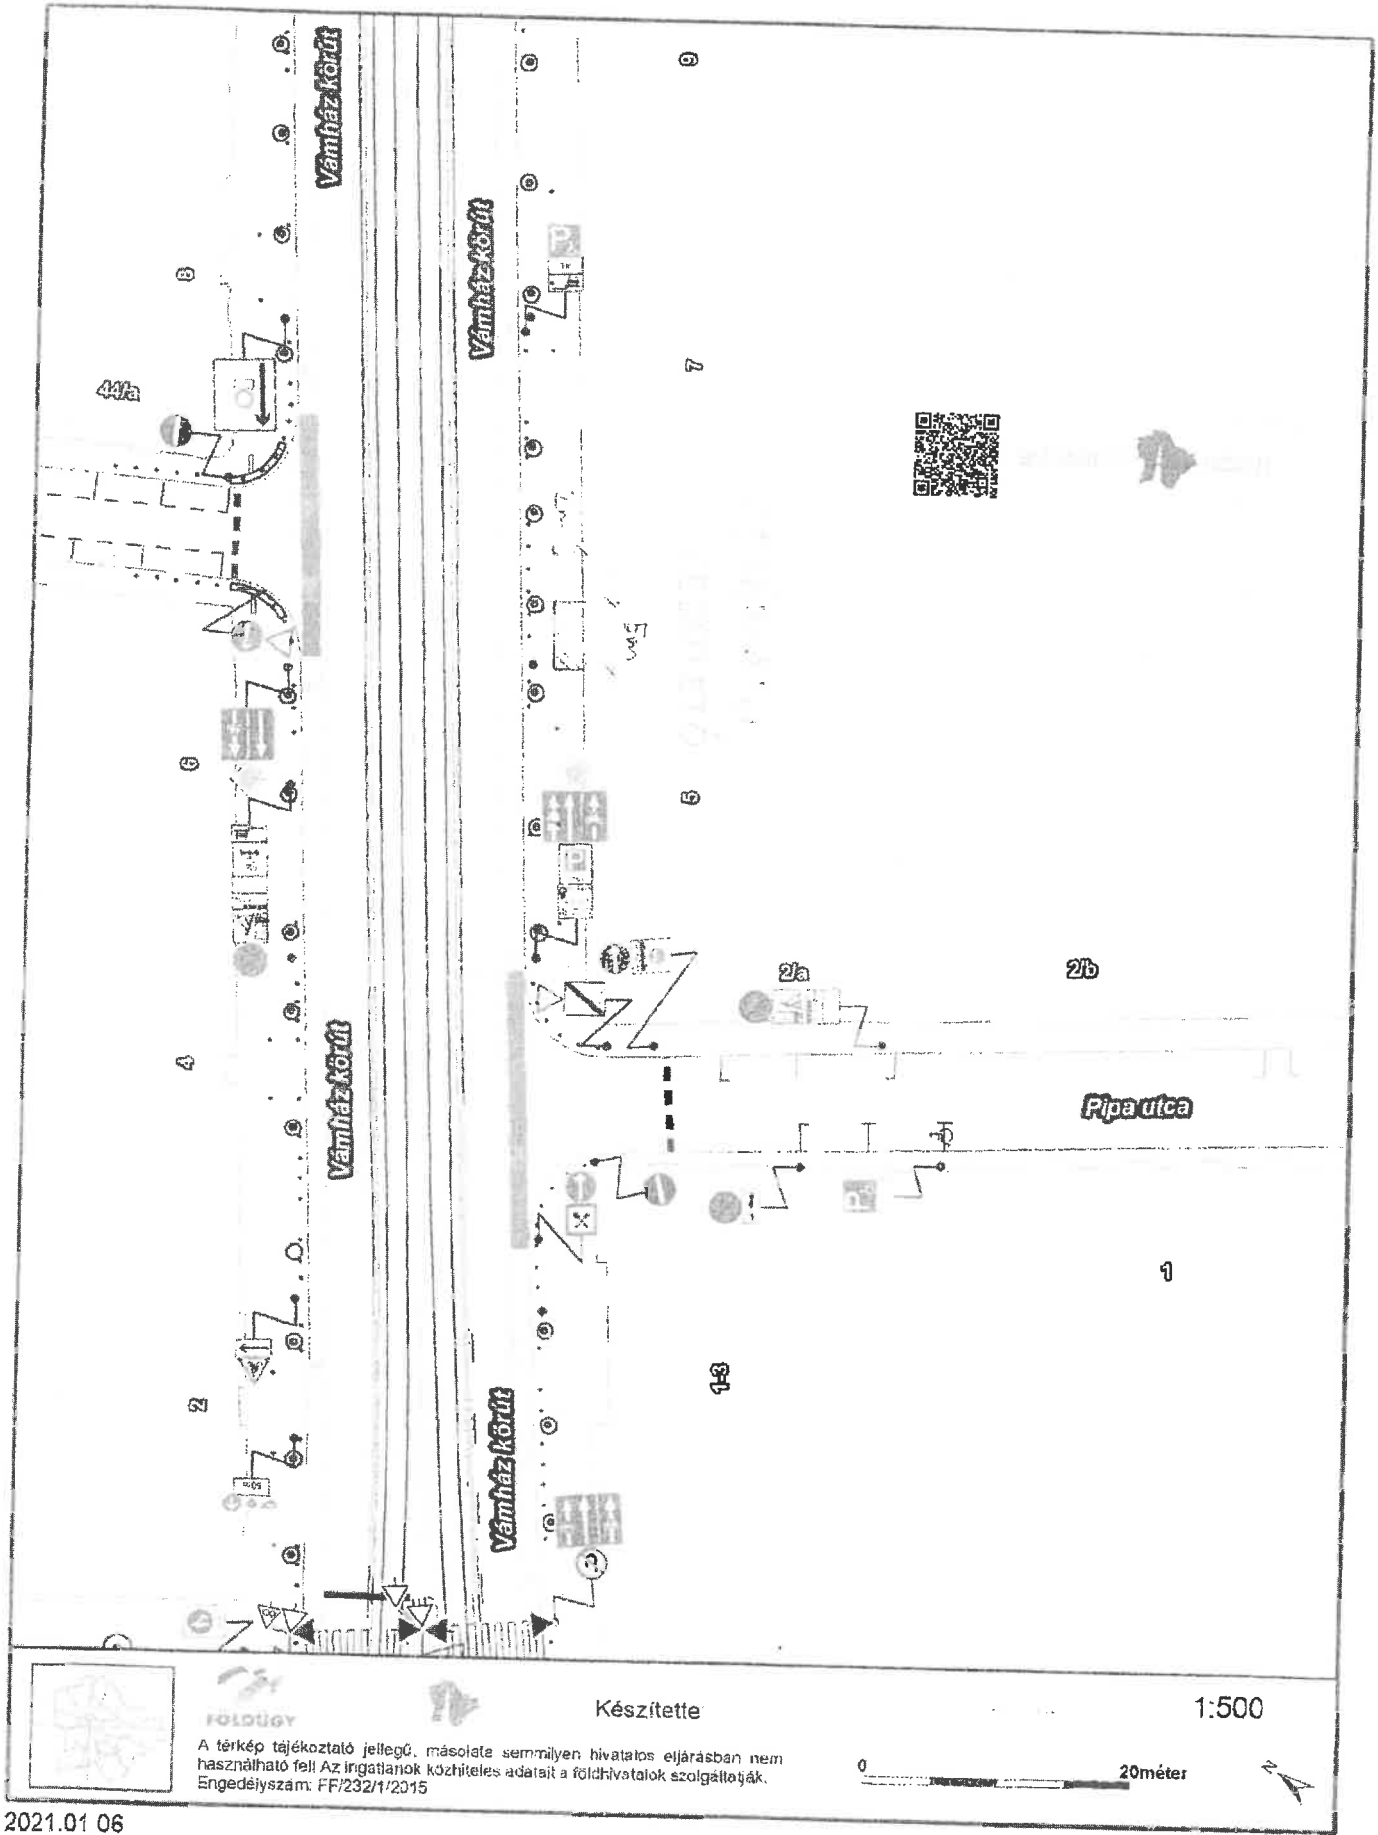 Vámház körút
9
Vámház körút
8
7
44/a
6
5
2/a
2/b
4
Vámház körút
Pipa utca
1
1-3
2
Vámház körút
50m
FÖLDÜGY
Készítette
1:500
A térkép tájékoztató jellegű, másolata semmilyen hivatalos eljárásban nem
használható fel! Az ingatlanok közhiteles adatait a földhivatalok szolgáltatják.
Engedélyszám: FF/232/1/2015
0
20méter
N
2021.01 06